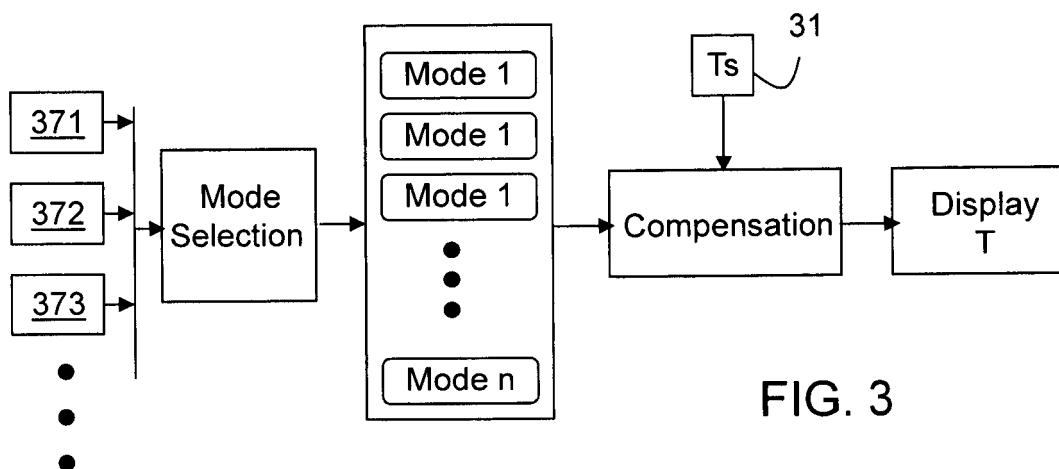 31
Ts
Mode 1
Mode 1
Mode 1
Mode n
371
372
373
Mode
Selection
Compensation
Display
T
FIG. 3